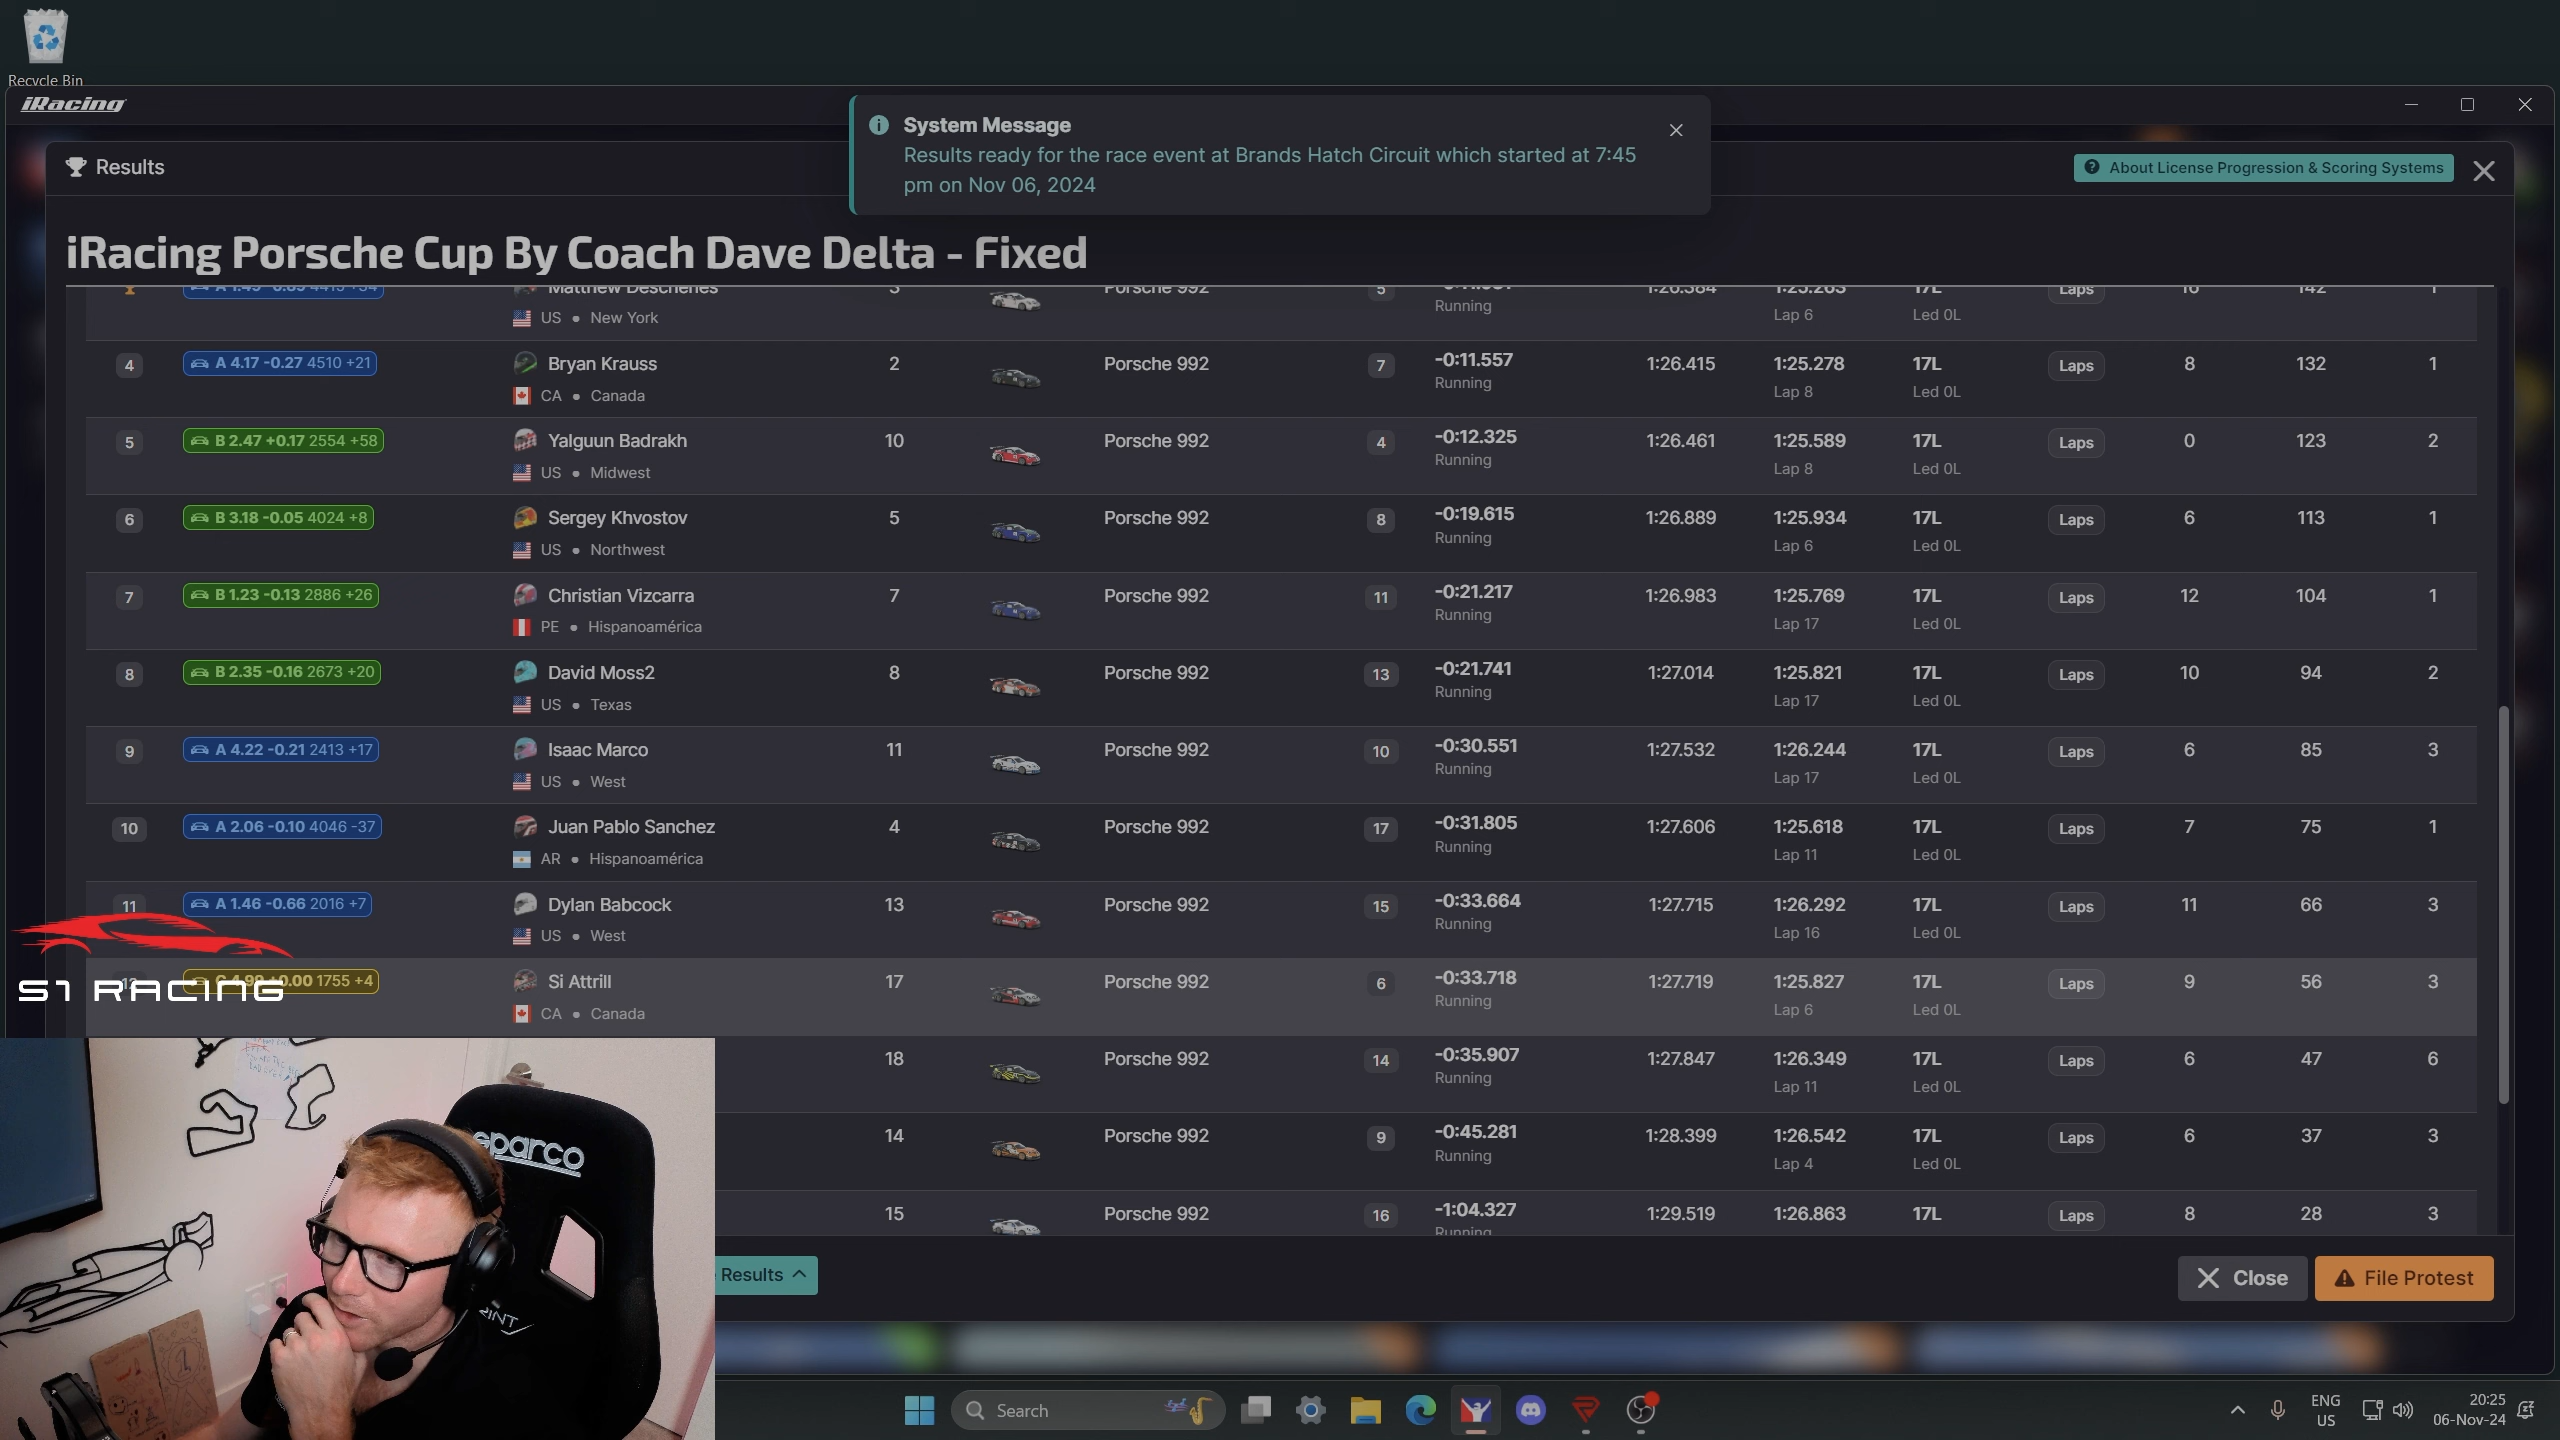 Recycle Bin
iRacing
System Message
Results ready for the race event at Brands Hatch Circuit which started at 7:45
pm on Nov 06, 2024
Results
About License Progression & Scoring Systems
iRacing Porsche Cup By Coach Dave Delta - Fixed
Matthew Deschenes 3 Porsche 992 5 1:26.384 1:25.263 17L Laps 10 142 1
US • New York Running Lap 6 Led 0L
4 A 4.17 -0.27 4510 +21 Bryan Krauss 2 Porsche 992 7 -0:11.557 1:26.415 1:25.278 17L Laps 8 132 1
CA • Canada Running Lap 8 Led 0L
5 B 2.47 +0.17 2554 +58 Yalguun Badrakh 10 Porsche 992 4 -0:12.325 1:26.461 1:25.589 17L Laps 0 123 2
US • Midwest Running Lap 8 Led 0L
6 B 3.18 -0.05 4024 +8 Sergey Khvostov 5 Porsche 992 8 -0:19.615 1:26.889 1:25.934 17L Laps 6 113 1
US • Northwest Running Lap 6 Led 0L
7 B 1.23 -0.13 2886 +26 Christian Vizcarra 7 Porsche 992 11 -0:21.217 1:26.983 1:25.769 17L Laps 12 104 1
PE • Hispanoamérica Running Lap 17 Led 0L
8 B 2.35 -0.16 2673 +20 David Moss2 8 Porsche 992 13 -0:21.741 1:27.014 1:25.821 17L Laps 10 94 2
US • Texas Running Lap 17 Led 0L
9 A 4.22 -0.21 2413 +17 Isaac Marco 11 Porsche 992 10 -0:30.551 1:27.532 1:26.244 17L Laps 6 85 3
US • West Running Lap 17 Led 0L
10 A 2.06 -0.10 4046 -37 Juan Pablo Sanchez 4 Porsche 992 17 -0:31.805 1:27.606 1:25.618 17L Laps 7 75 1
AR • Hispanoamérica Running Lap 11 Led 0L
11 A 1.46 -0.66 2016 +7 Dylan Babcock 13 Porsche 992 15 -0:33.664 1:27.715 1:26.292 17L Laps 11 66 3
US • West Running Lap 16 Led 0L
12 C 4.99 +0.00 1755 +4 Si Attrill 17 Porsche 992 6 -0:33.718 1:27.719 1:25.827 17L Laps 9 56 3
S1 RACING
CA • Canada Running Lap 6 Led 0L
18 Porsche 992 14 -0:35.907 1:27.847 1:26.349 17L Laps 6 47 6
Running Lap 11 Led 0L
14 Porsche 992 9 -0:45.281 1:28.399 1:26.542 17L Laps 6 37 3
Running Lap 4 Led 0L
15 Porsche 992 16 -1:04.327 1:29.519 1:26.863 17L Laps 8 28 3
Running
sparco
Results
Close
File Protest
Search
ENG
US
20:25
06-Nov-24